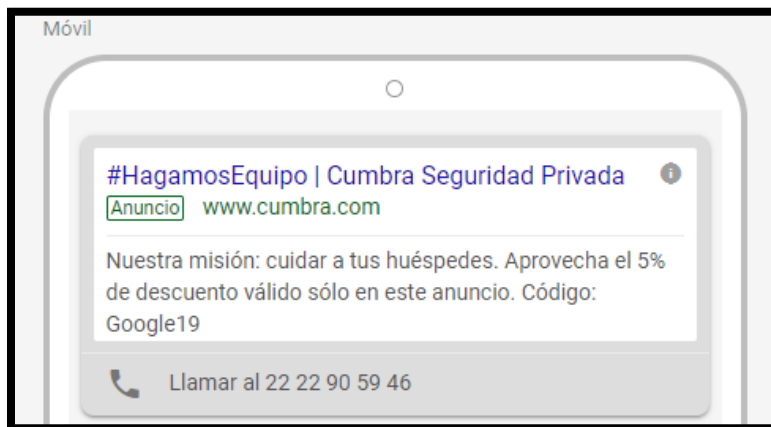 Móvil
#HagamosEquipo | Cumbra Seguridad Privada
Anuncio www.cumbra.com
Nuestra misión: cuidar a tus huéspedes. Aprovecha el 5%
de descuento válido sólo en este anuncio. Código:
Google19
Llamar al 22 22 90 59 46